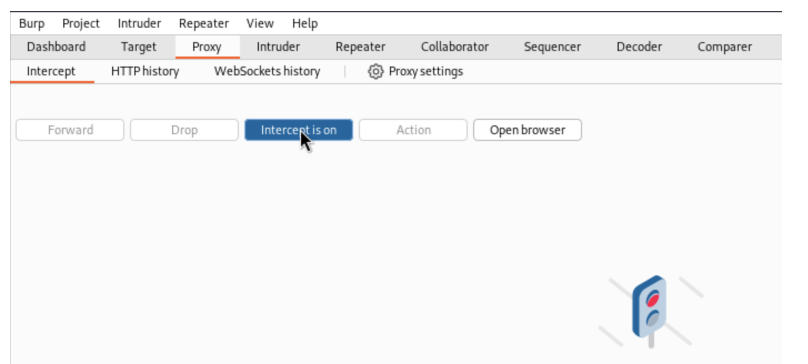 Burp Project Intruder Repeater View Help
Dashboard Target Proxy Intruder Repeater Collaborator Sequencer Decoder Comparer
Intercept HTTP history WebSockets history Proxy settings
Forward Drop Intercept is on Action Open browser